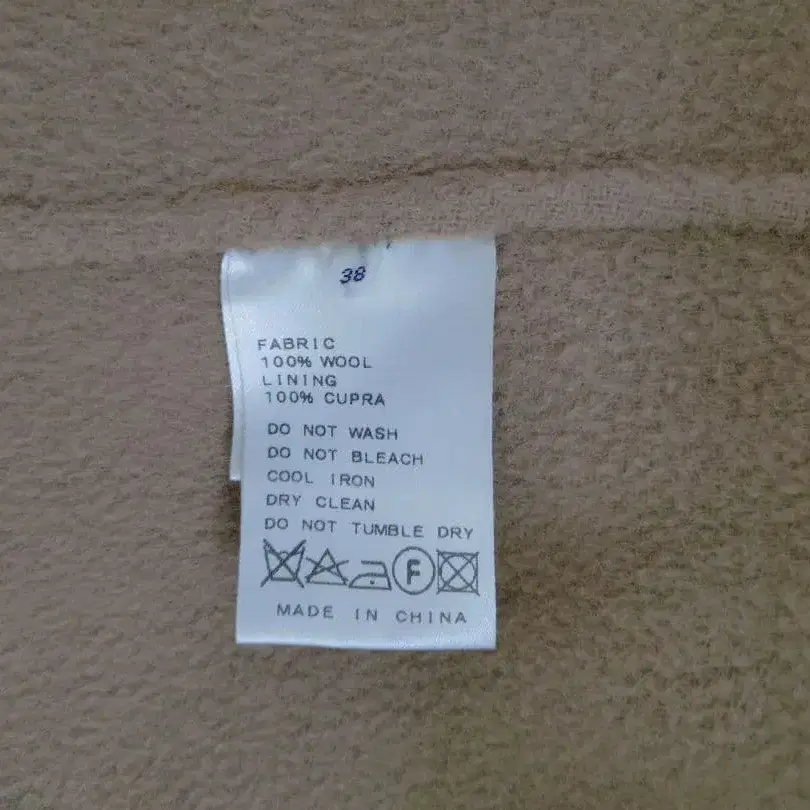 38
FABRIC
100% WOOL
LINING
100% CUPRA
DO NOT WASH
DO NOT BLEACH
COOL IRON
DRY CLEAN
DO NOT TUMBLE DRY
F
MADE IN CHINA